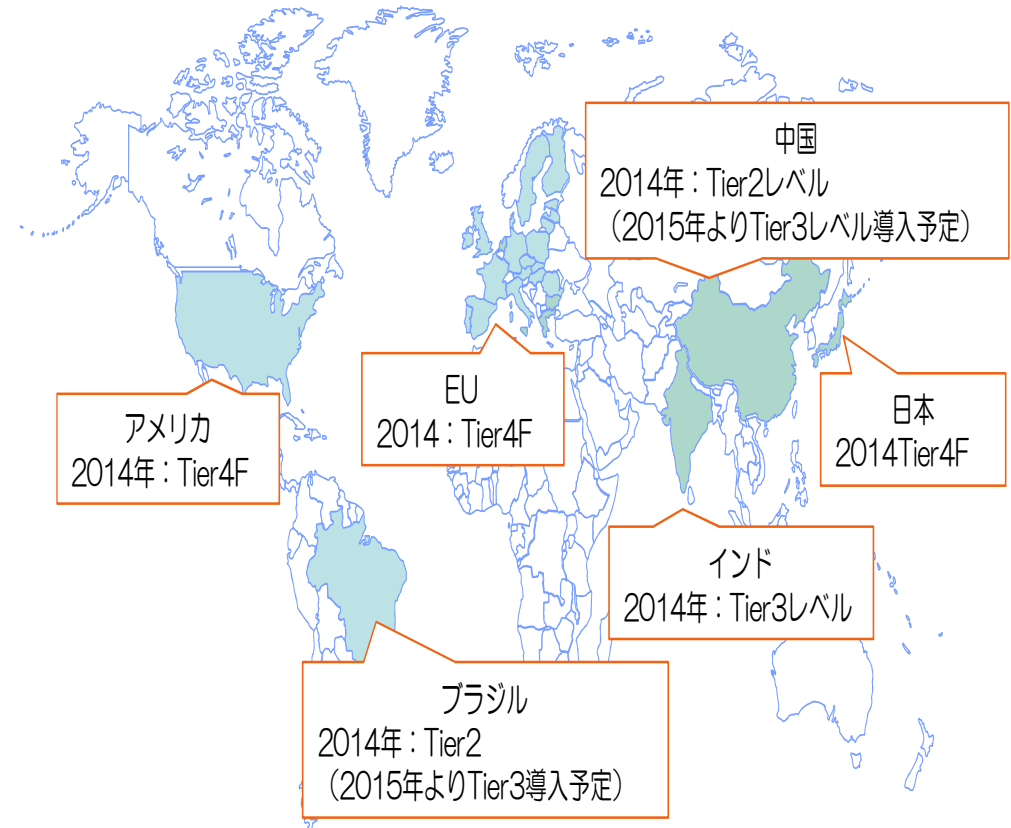 中国
2014年：Tier2レベル
（2015年よりTier3レベル導入予定）
EU
2014：Tier4F
日本
2014Tier4F
アメリカ
2014年：Tier4F
インド
2014年：Tier3レベル
ブラジル
2014年：Tier2
（2015年よりTier3導入予定）